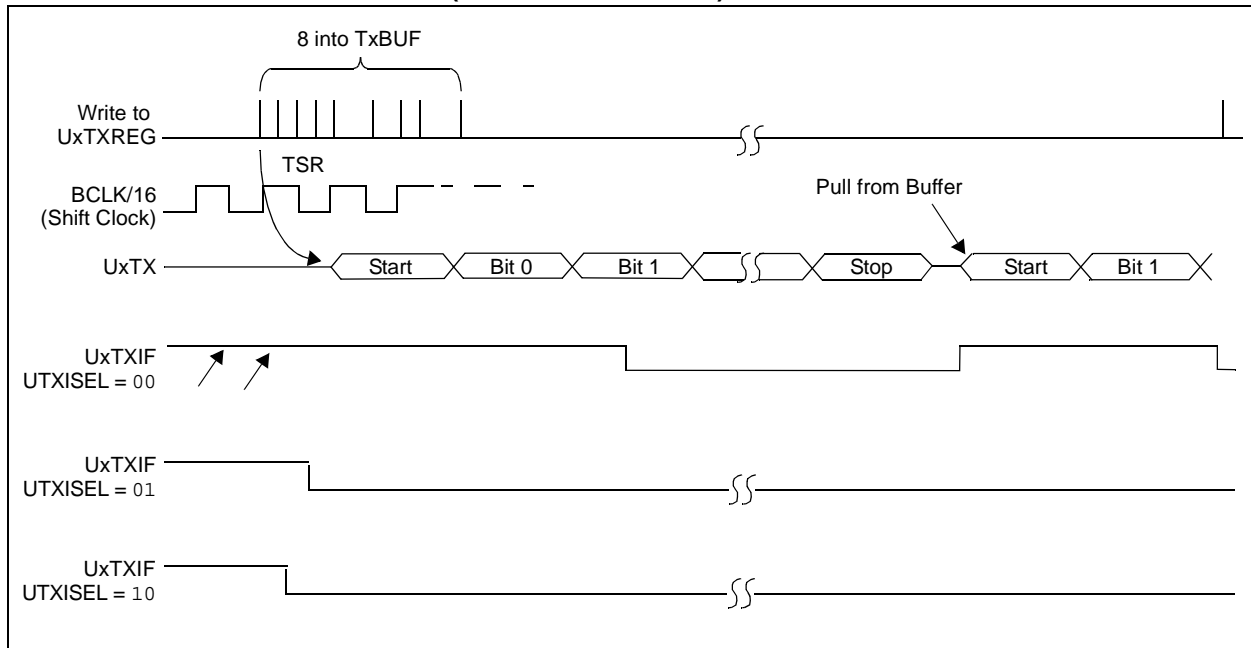 8 into TxBUF
Write to
UxTXREG
TSR
BCLK/16
(Shift Clock)
Pull from Buffer
UxTX
Start
Bit 0
Bit 1
Stop
Start
Bit 1
UxTXIF
UTXISEL = 00
UxTXIF
UTXISEL = 01
UxTXIF
UTXISEL = 10